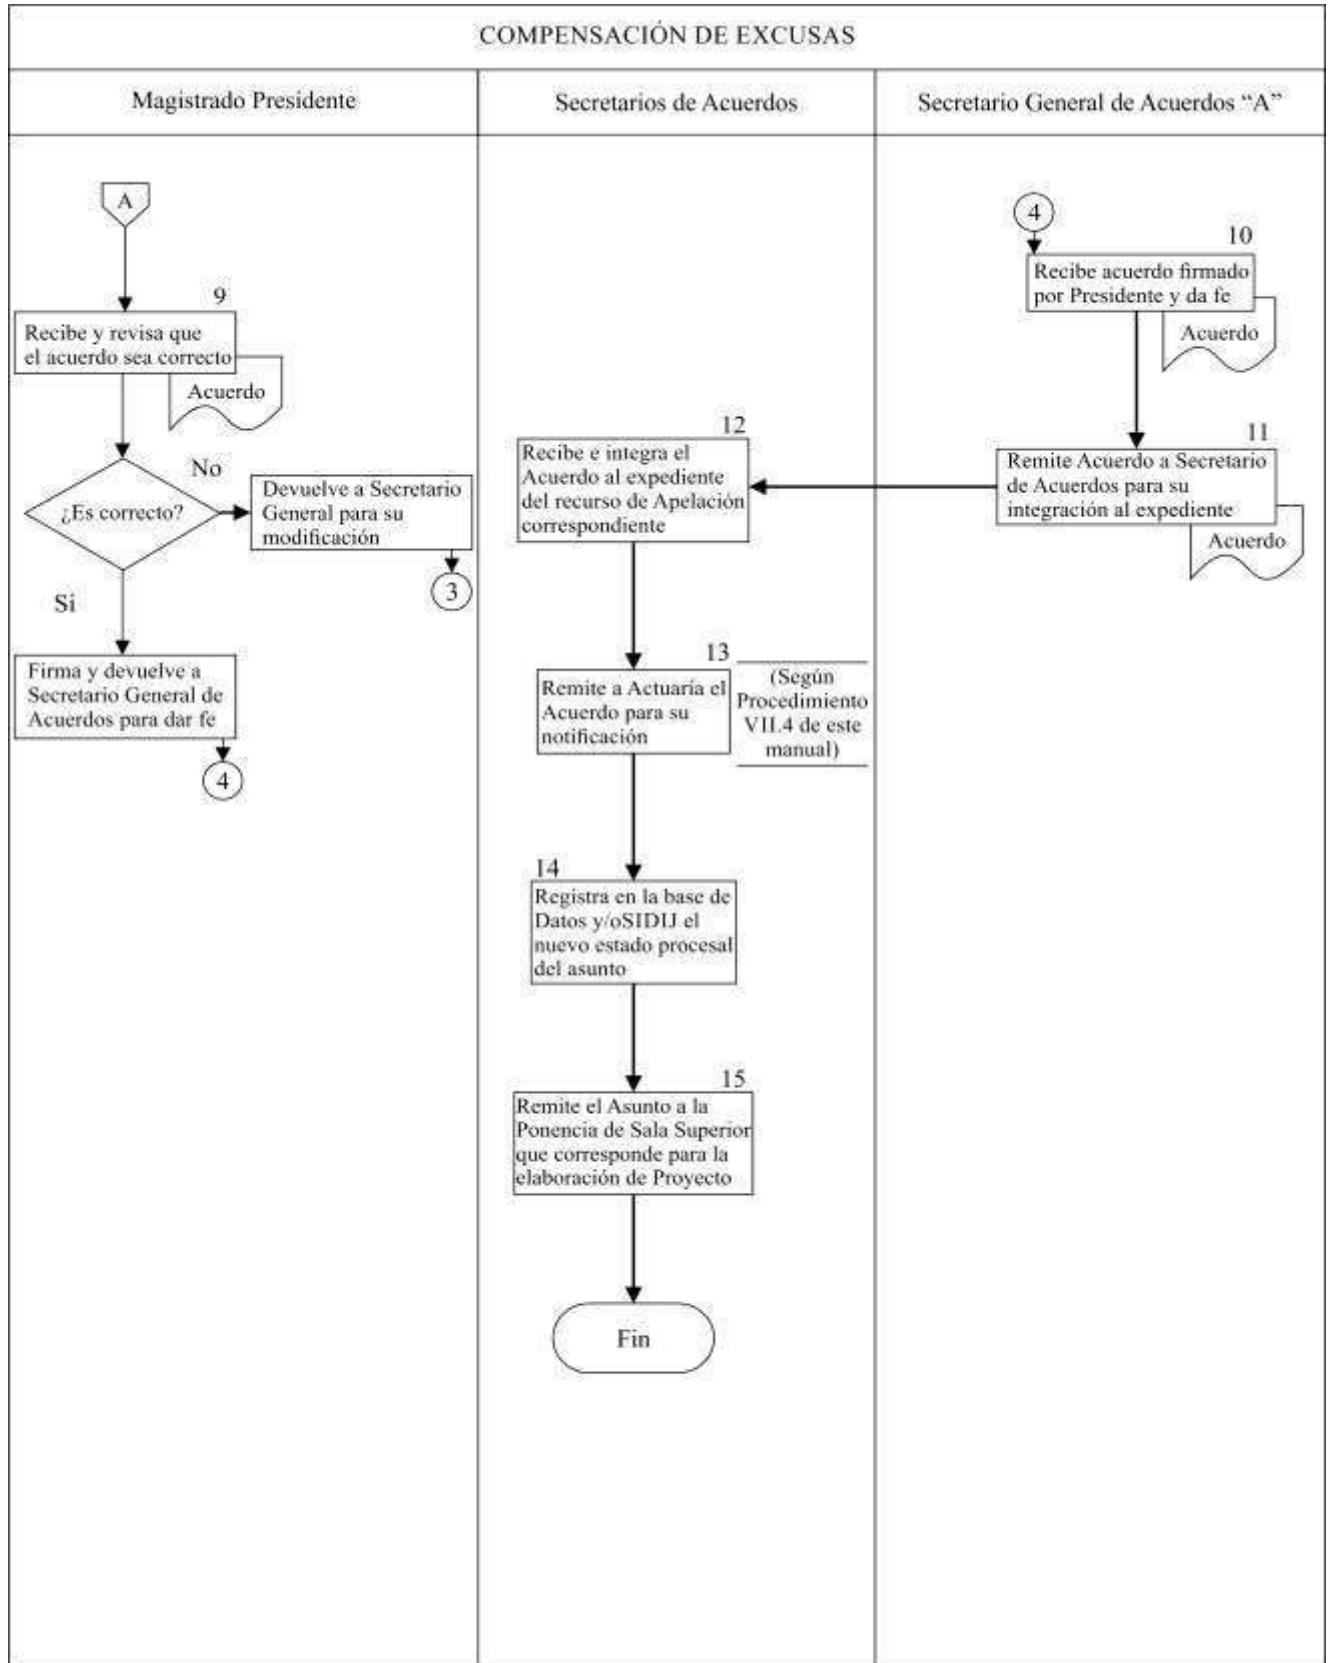 COMPENSACIÓN DE EXCUSAS
Magistrado Presidente
Secretarios de Acuerdos
Secretario General de Acuerdos “A”
A
9
Recibe y revisa que
el acuerdo sea correcto
Acuerdo
¿Es correcto?
No
Devuelve a Secretario
General para su
modificación
3
Si
Firma y devuelve a
Secretario General de
Acuerdos para dar fe
4
4
10
Recibe acuerdo firmado
por Presidente y da fe
Acuerdo
11
Remite Acuerdo a Secretario
de Acuerdos para su
integración al expediente
Acuerdo
12
Recibe e integra el
Acuerdo al expediente
del recurso de Apelación
correspondiente
13
Remite a Actuaría el
Acuerdo para su
notificación
(Según
Procedimiento
VII.4 de este
manual)
14
Registra en la base de
Datos y/oSIDIJ el
nuevo estado procesal
del asunto
15
Remite el Asunto a la
Ponencia de Sala Superior
que corresponde para la
elaboración de Proyecto
Fin